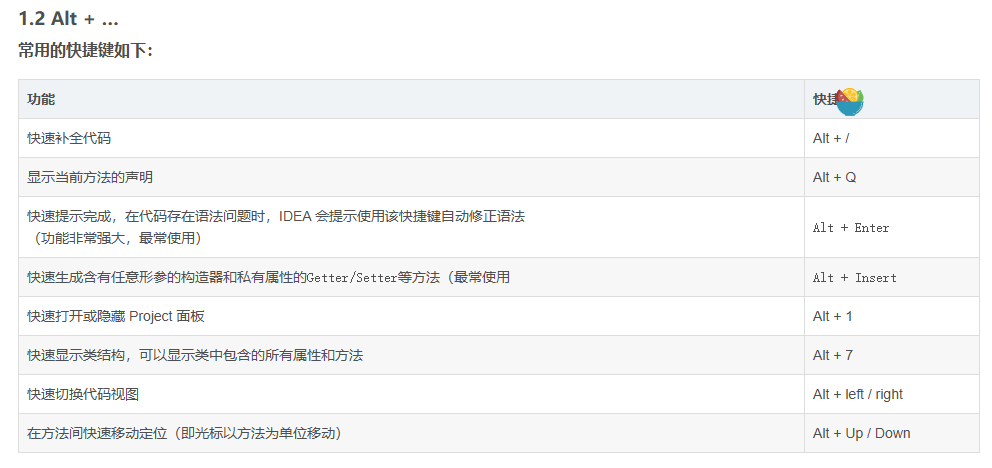 1.2 Alt + ...
常用的快捷键如下：
功能
快捷
快速补全代码
Alt + /
显示当前方法的声明
Alt + Q
快速提示完成，在代码存在语法问题时，IDEA 会提示使用该快捷键自动修正语法
（功能非常强大，最常使用）
Alt + Enter
快速生成含有任意形参的构造器和私有属性的Getter/Setter等方法（最常使用
Alt + Insert
快速打开或隐藏 Project 面板
Alt + 1
快速显示类结构，可以显示类中包含的所有属性和方法
Alt + 7
快速切换代码视图
Alt + left / right
在方法间快速移动定位（即光标以方法为单位移动）
Alt + Up / Down